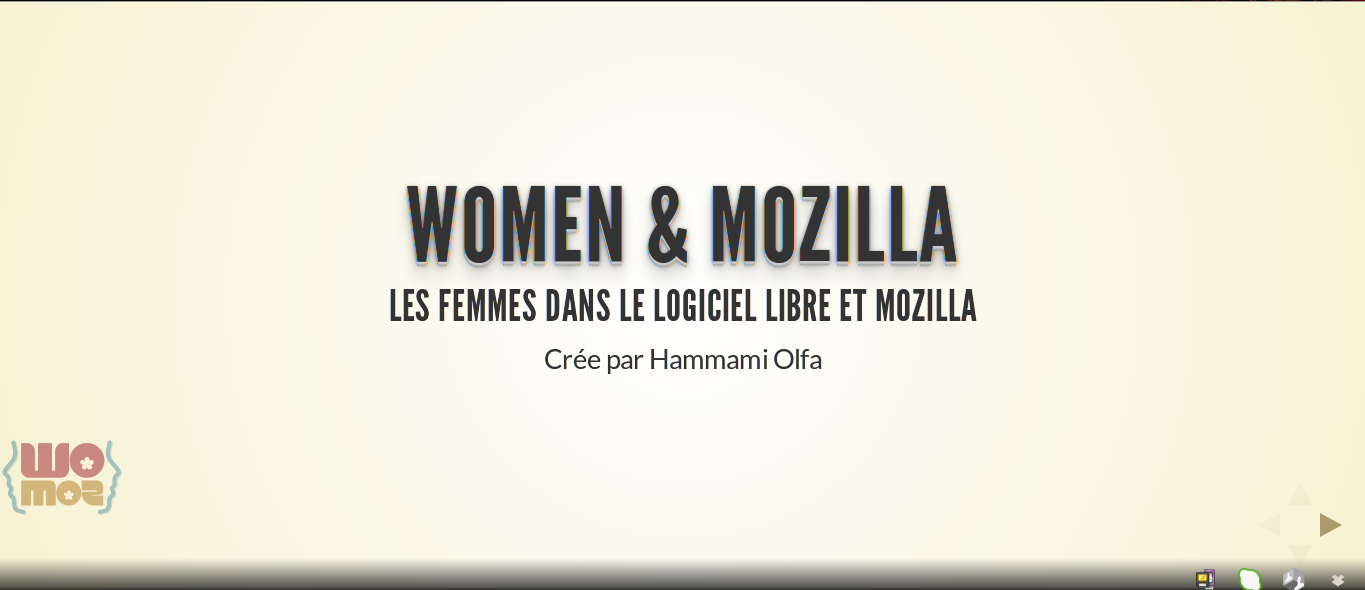 WOMEN & MOZILLA
LES FEMMES DANS LE LOGICIEL LIBRE ET MOZILLA
Crée par Hammami Olfa
WO
MOZ